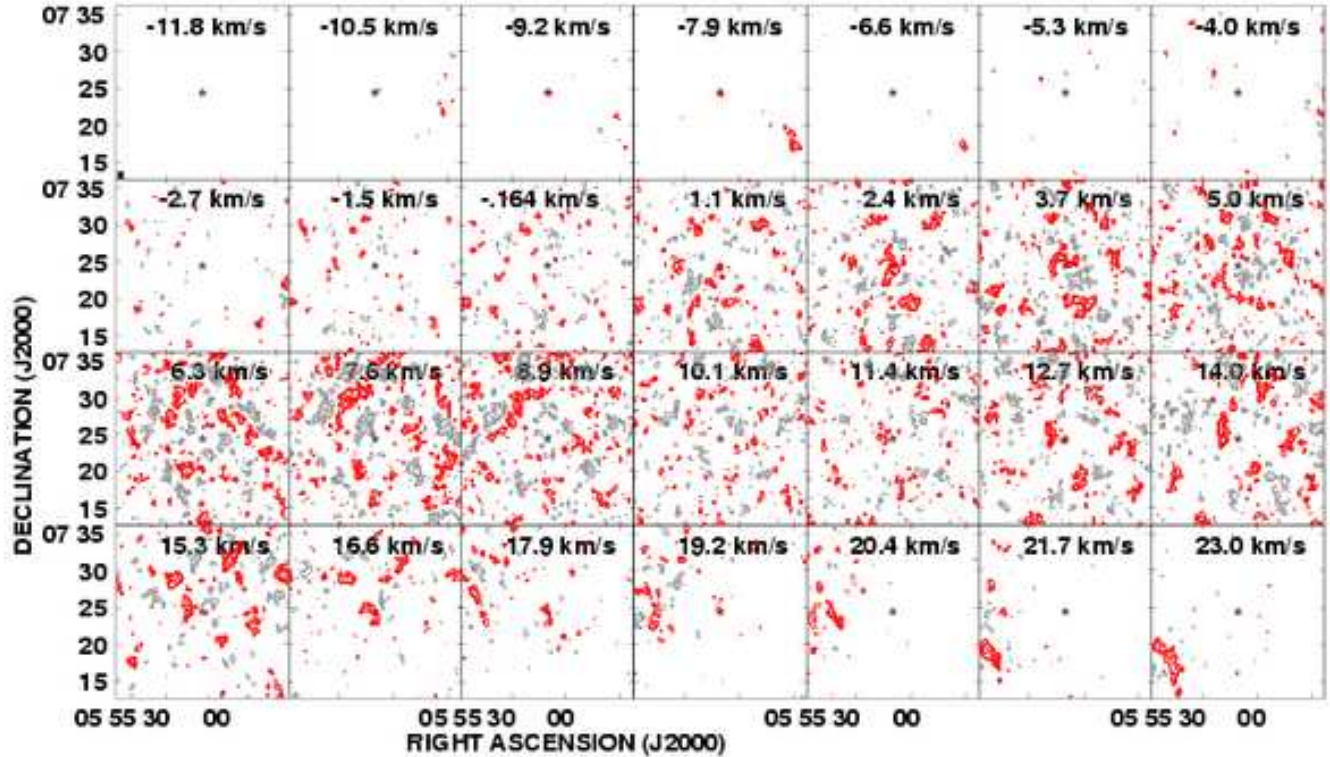 07 35
-11.8 km/s
-10.5 km/s
-9.2 km/s
-7.9 km/s
-6.6 km/s
-5.3 km/s
-4.0 km/s
30
25
20
15
07 35
-2.7 km/s
-1.5 km/s
-.164 km/s
1.1 km/s
2.4 km/s
3.7 km/s
5.0 km/s
30
25
20
15
07 35
6.3 km/s
7.6 km/s
8.9 km/s
10.1 km/s
11.4 km/s
12.7 km/s
14.0 km/s
30
25
20
15
07 35
15.3 km/s
16.6 km/s
17.9 km/s
19.2 km/s
20.4 km/s
21.7 km/s
23.0 km/s
30
25
20
15
DECLINATION (J2000)
05 55 30 00
05 55 30 00
05 55 30 00
05 55 30 00
RIGHT ASCENSION (J2000)